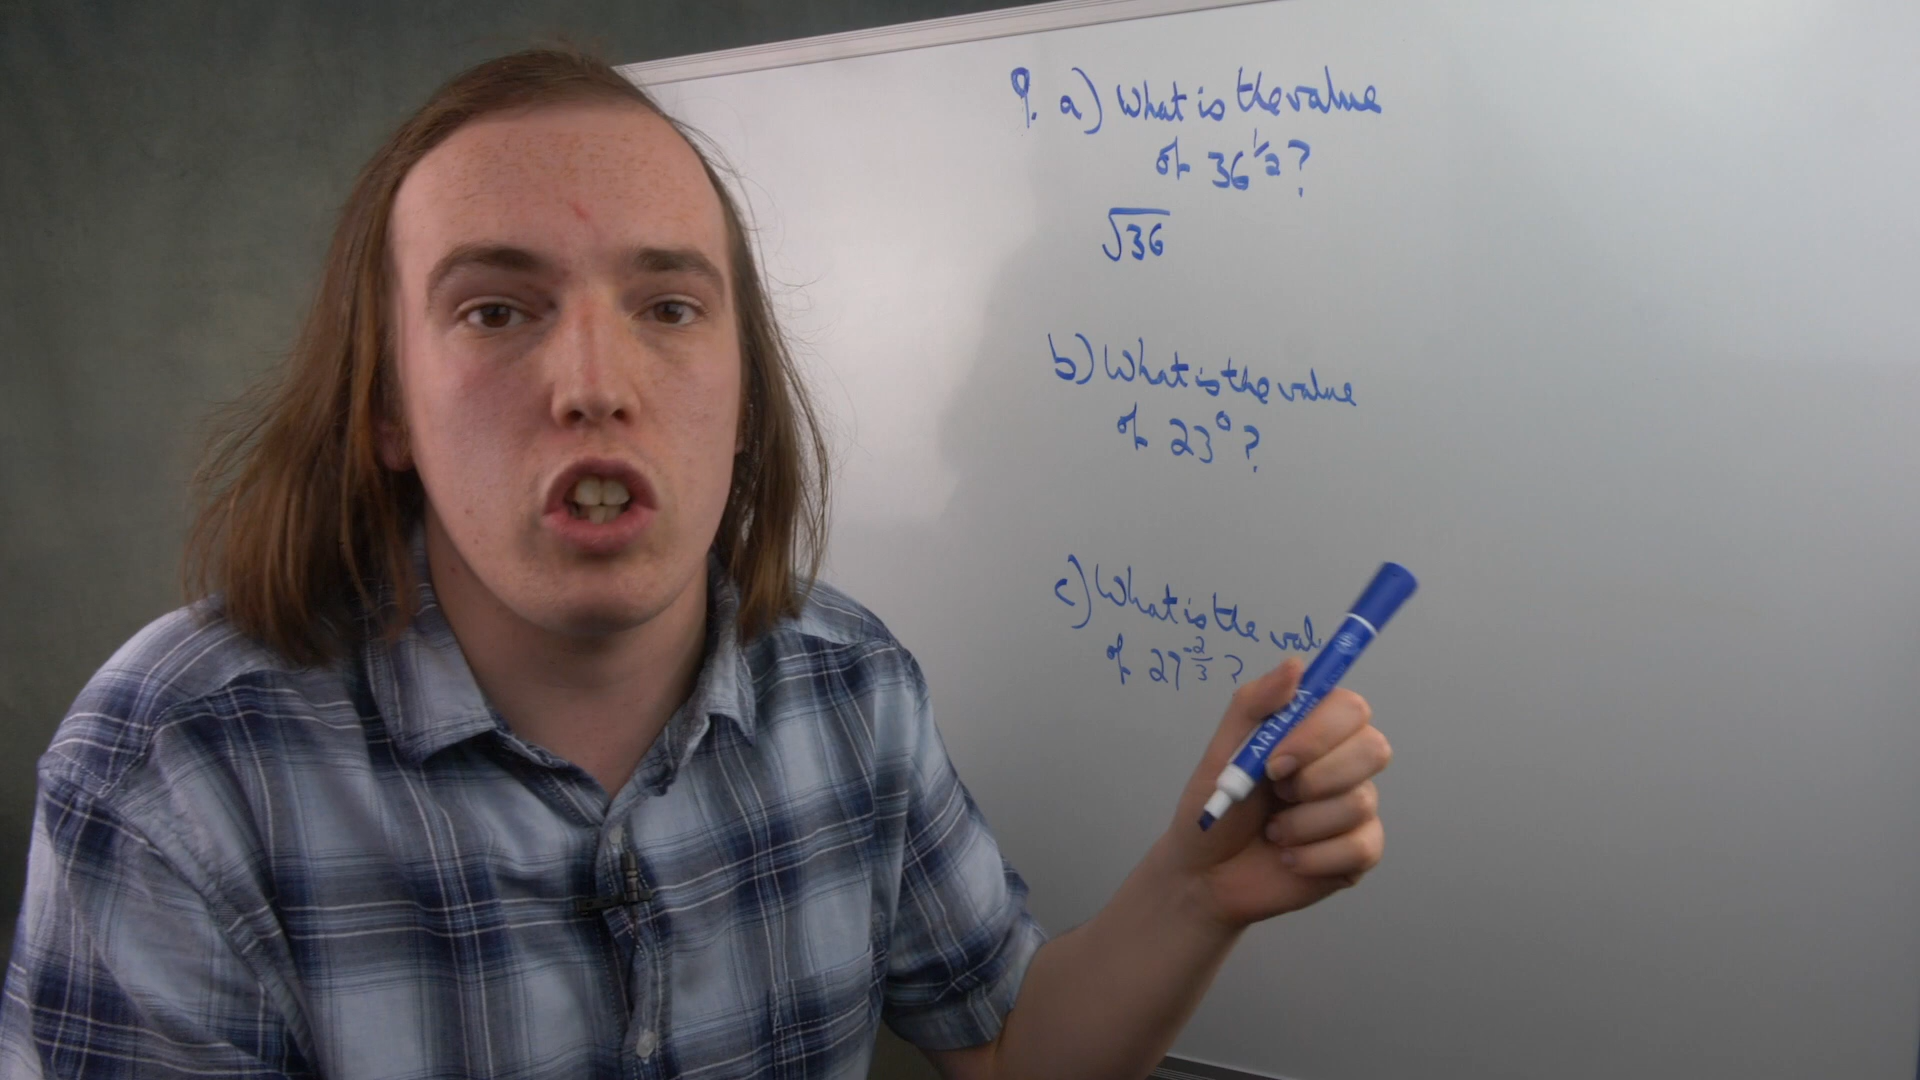 9. a) What is the value
of 36^1/2?
√36
b) What is the value
of 23^0?
c) What is the val
of 27^-2/3?
ARTEZA